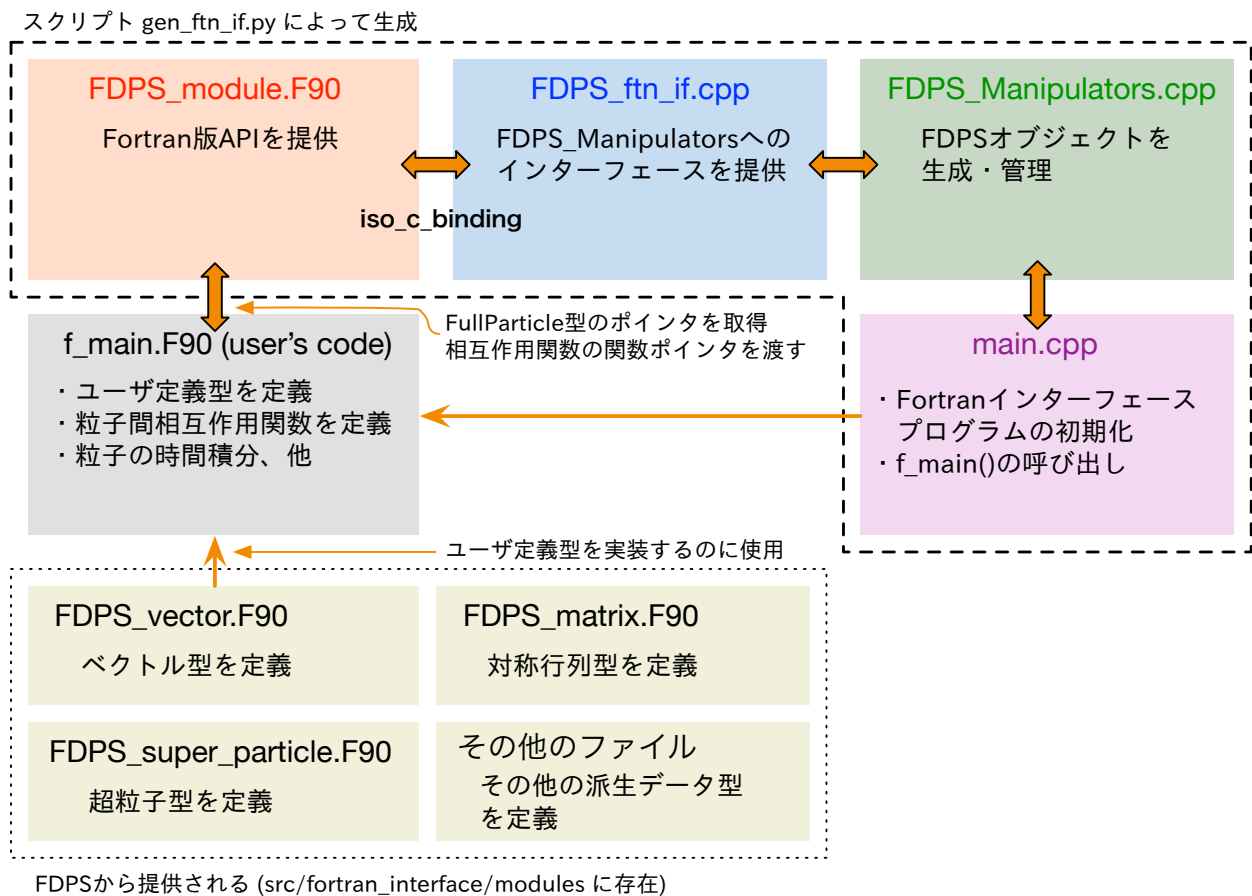 スクリプト gen_ftn_if.py によって生成
FDPS_module.F90
Fortran版APIを提供
FDPS_ftn_if.cpp
FDPS_Manipulatorsへの
インターフェースを提供
FDPS_Manipulators.cpp
FDPSオブジェクトを
生成・管理
iso_c_binding
FullParticle型のポインタを取得
相互作用関数の関数ポインタを渡す
f_main.F90 (user's code)
・ユーザ定義型を定義
・粒子間相互作用関数を定義
・粒子の時間積分、他
main.cpp
・Fortranインターフェース
プログラムの初期化
・f_main()の呼び出し
ユーザ定義型を実装するのに使用
FDPS_vector.F90
ベクトル型を定義
FDPS_matrix.F90
対称行列型を定義
FDPS_super_particle.F90
超粒子型を定義
その他のファイル
その他の派生データ型
を定義
FDPSから提供される (src/fortran_interface/modules に存在)